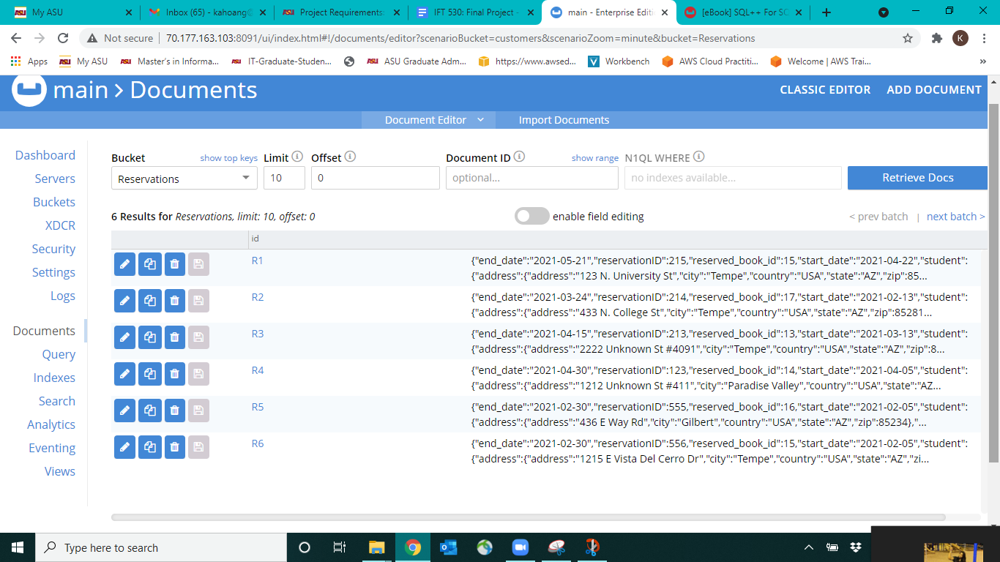 My ASU
Inbox (65) - kahoang@
Project Requirements:
IFT 530: Final Project -
main - Enterprise Editi
[eBook] SQL++ For SQ
Not secure | 70.177.163.103:8091/ui/index.html#!/documents/editor?scenarioBucket=customers&scenarioZoom=minute&bucket=Reservations
K
Apps
My ASU
Master's in Informa...
IT-Graduate-Studen...
ASU Graduate Adm...
https://www.awsed...
Workbench
AWS Cloud Practiti...
Welcome | AWS Trai...
»
main > Documents
CLASSIC EDITOR
ADD DOCUMENT
Document Editor
Import Documents
Dashboard
Servers
Buckets
XDCR
Security
Settings
Logs
Documents
Query
Indexes
Search
Analytics
Eventing
Views
Bucket
show top keys
Limit
Offset
Document ID
show range
N1QL WHERE
Reservations
10
0
optional...
no indexes available...
Retrieve Docs
6 Results for Reservations, limit: 10, offset: 0
enable field editing
< prev batch | next batch >
id
R1
{"end_date":"2021-05-21","reservationID":215,"reserved_book_id":15,"start_date":"2021-04-22","student":
{"address":{"address":"123 N. University St","city":"Tempe","country":"USA","state":"AZ","zip":85...
R2
{"end_date":"2021-03-24","reservationID":214,"reserved_book_id":17,"start_date":"2021-02-13","student":
{"address":{"address":"433 N. College St","city":"Tempe","country":"USA","state":"AZ","zip":85281...
R3
{"end_date":"2021-04-15","reservationID":213,"reserved_book_id":13,"start_date":"2021-03-13","student":
{"address":{"address":"2222 Unknown St #4091","city":"Tempe","country":"USA","state":"AZ","zip":8...
R4
{"end_date":"2021-04-30","reservationID":123,"reserved_book_id":14,"start_date":"2021-04-05","student":
{"address":{"address":"1212 Unknown St #411","city":"Paradise Valley","country":"USA","state":"AZ...
R5
{"end_date":"2021-02-30","reservationID":555,"reserved_book_id":16,"start_date":"2021-02-05","student":
{"address":{"address":"436 E Way Rd","city":"Gilbert","country":"USA","state":"AZ","zip":85234},"...
R6
{"end_date":"2021-02-30","reservationID":556,"reserved_book_id":15,"start_date":"2021-02-05","student":
{"address":{"address":"1215 E Vista Del Cerro Dr","city":"Tempe","country":"USA","state":"AZ","zi...
Type here to search